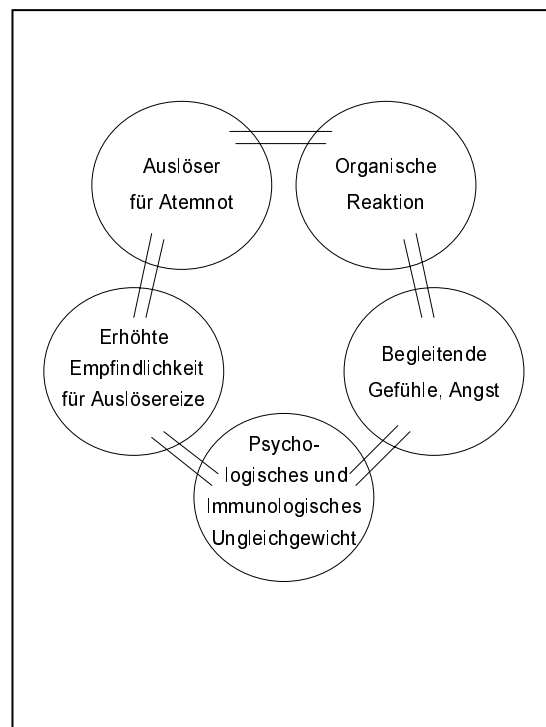 Auslöser
für Atemnot
Organische
Reaktion
Erhöhte
Empfindlichkeit
für Auslösereize
Begleitende
Gefühle, Angst
Psycho-
logisches und
Immunologisches
Ungleichgewicht